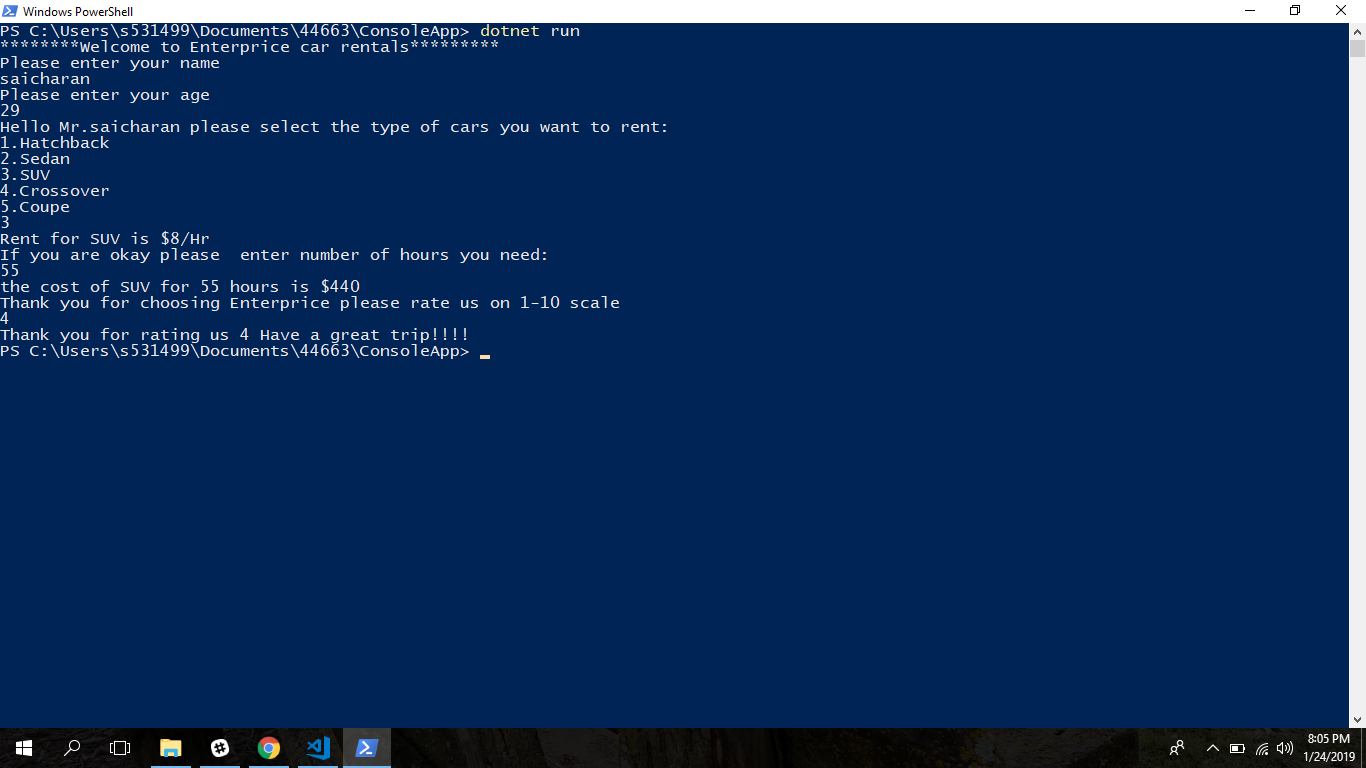 Windows PowerShell
PS C:\Users\s531499\Documents\44663\ConsoleApp> dotnet run
********Welcome to Enterprice car rentals*********
Please enter your name
saicharan
Please enter your age
29
Hello Mr.saicharan please select the type of cars you want to rent:
1.Hatchback
2.Sedan
3.SUV
4.Crossover
5.Coupe
3
Rent for SUV is $8/Hr
If you are okay please  enter number of hours you need:
55
the cost of SUV for 55 hours is $440
Thank you for choosing Enterprice please rate us on 1-10 scale
4
Thank you for rating us 4 Have a great trip!!!!
PS C:\Users\s531499\Documents\44663\ConsoleApp>
8:05 PM
1/24/2019